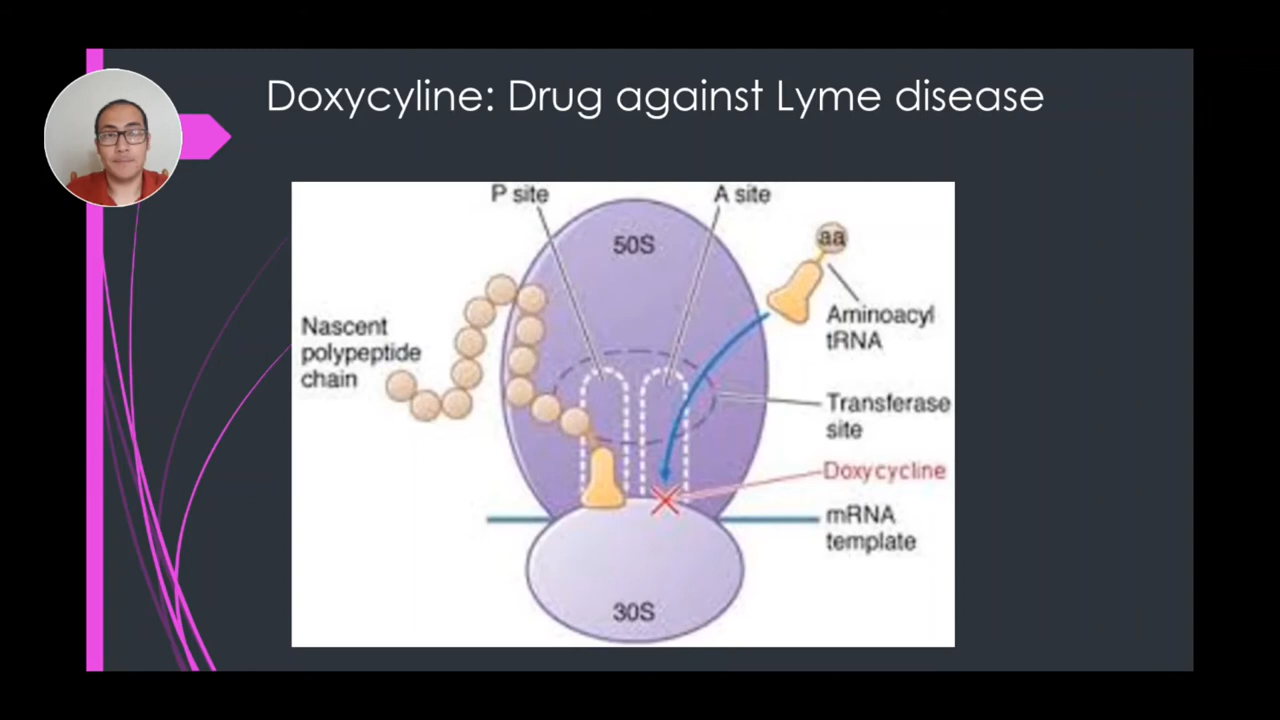 Doxycyline: Drug against Lyme disease
P site
A site
50S
aa
Nascent
polypeptide
chain
Aminoacyl
tRNA
Transferase
site
Doxycycline
mRNA
template
30S